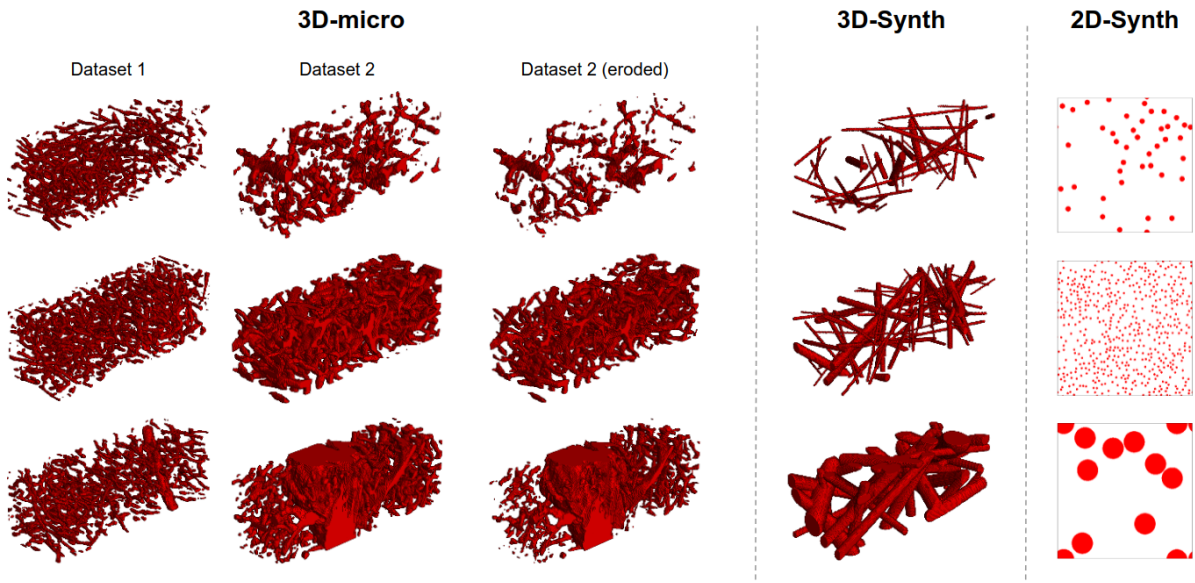 3D-micro
3D-Synth
2D-Synth
Dataset 1
Dataset 2
Dataset 2 (eroded)